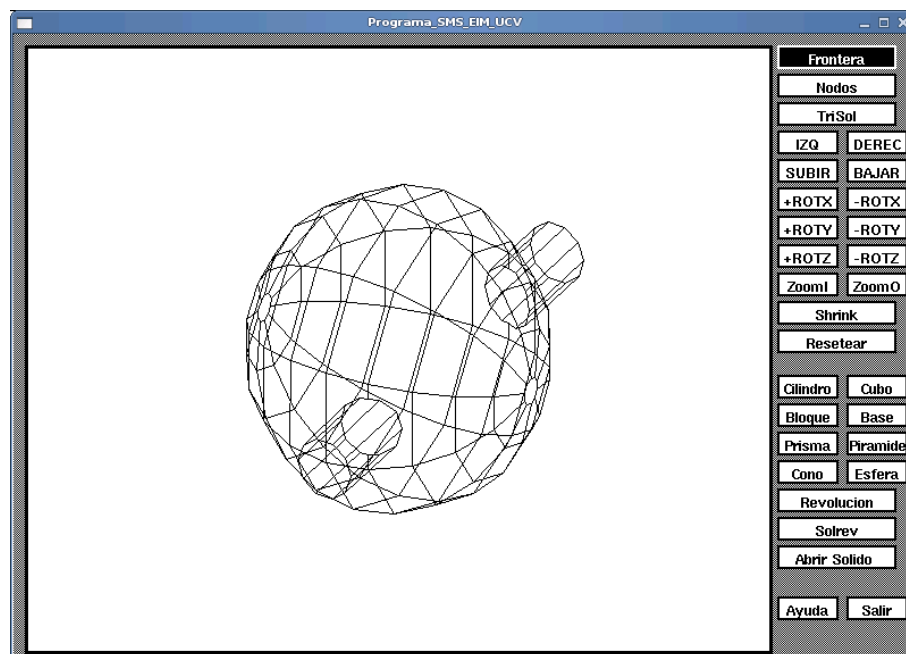 Programa_SMS_EIM_UCV
Frontera
Nodos
TriSol
IZQ DEREC
SUBIR BAJAR
+ROTX -ROTX
+ROTY -ROTY
+ROTZ -ROTZ
ZoomI ZoomO
Shrink
Resetear
Cilindro Cubo
Bloque Base
Prisma Piramide
Cono Esfera
Revolucion
Solrev
Abrir Solido
Ayuda Salir